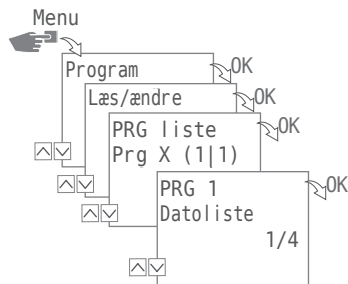 Menu
Program
OK
Læs/ændre
OK
PRG liste
OK
Prg X (1|1)
PRG 1
OK
Datoliste
1/4